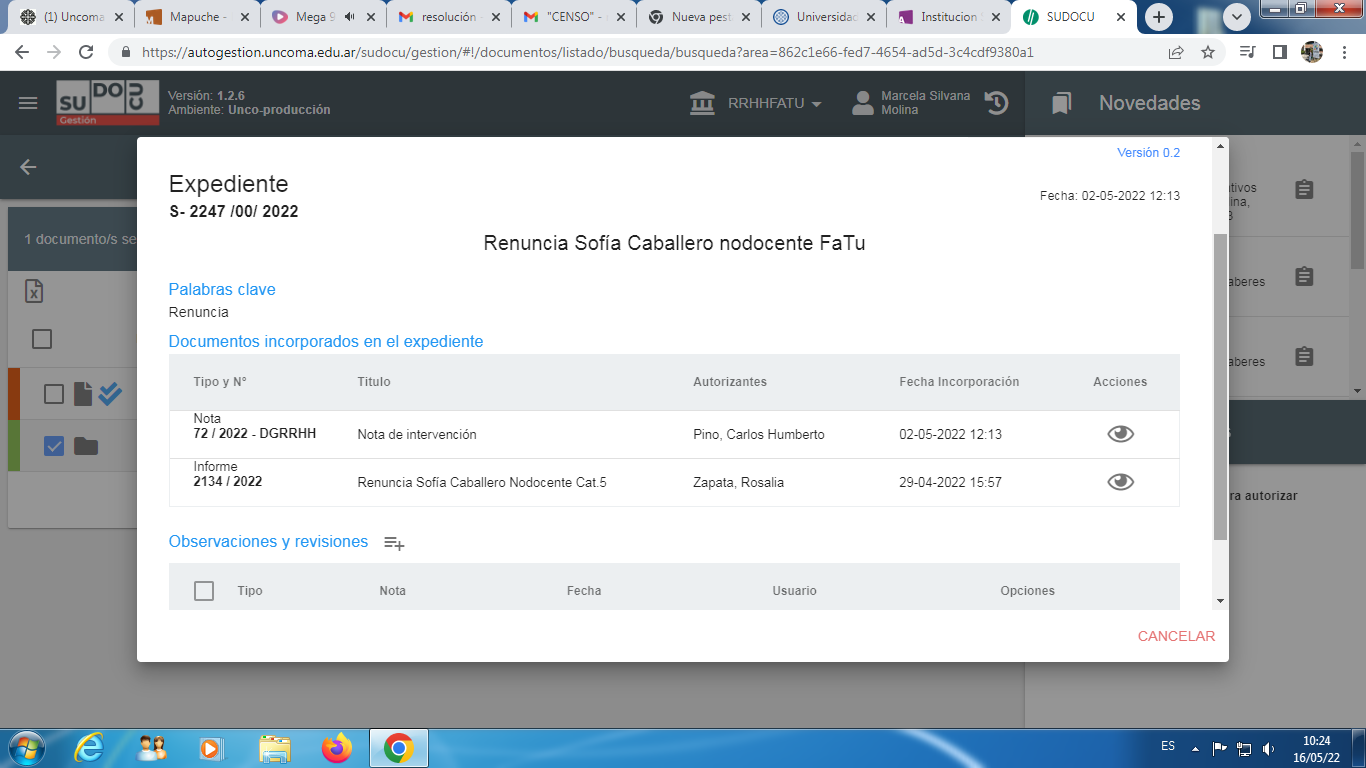 (1) Uncoma
Mapuche -
Mega 9
resolución
"CENSO" -
Nueva pest
Universidad
Institucion
SUDOCU
https://autogestion.uncoma.edu.ar/sudocu/gestion/#!/documentos/listado/busqueda/busqueda?area=862c1e66-fed7-4654-ad5d-3c4cdf9380a1
SUDOCU
Gestión
Versión: 1.2.6
Ambiente: Unco-producción
RRHHFATU
Marcela Silvana
Molina
Novedades
1 documento/s se
Versión 0.2
Expediente
Fecha: 02-05-2022 12:13
S- 2247 /00/ 2022
Renuncia Sofía Caballero nodocente FaTu
Palabras clave
Renuncia
Documentos incorporados en el expediente
Tipo y N° Titulo Autorizantes Fecha Incorporación Acciones
Nota
72 / 2022 - DGRRHH Nota de intervención Pino, Carlos Humberto 02-05-2022 12:13
Informe
2134 / 2022 Renuncia Sofía Caballero Nodocente Cat.5 Zapata, Rosalia 29-04-2022 15:57
Observaciones y revisiones
Tipo Nota Fecha Usuario Opciones
CANCELAR
ativos
ina,
aberes
aberes
ra autorizar
ES
10:24
16/05/22